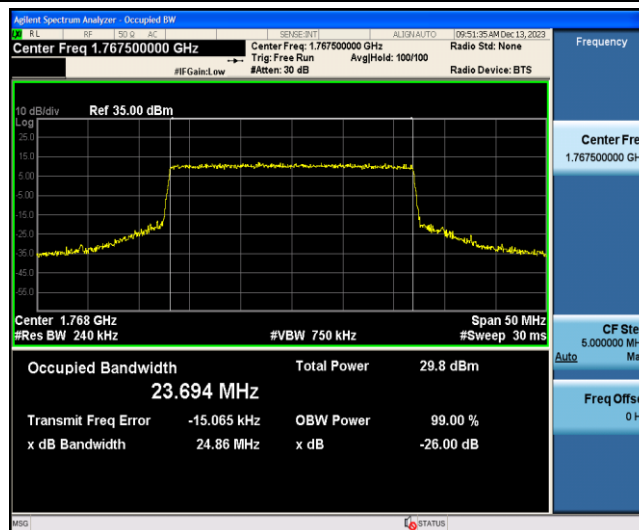 Agilent Spectrum Analyzer - Occupied BW
RL RF 50 Ω AC SENSE:INT ALIGN AUTO 09:51:35 AM Dec 13, 2023
Center Freq 1.767500000 GHz
Center Freq: 1.767500000 GHz
Radio Std: None
Trig: Free Run Avg|Hold: 100/100
#IFGain:Low
#Atten: 30 dB
Radio Device: BTS
10 dB/div Ref 35.00 dBm
Log
25.0
15.0
5.00
-5.00
-15.0
-25.0
-35.0
-45.0
-55.0
Center 1.768 GHz Span 50 MHz
#Res BW 240 kHz #VBW 750 kHz #Sweep 30 ms
Occupied Bandwidth
23.694 MHz
Total Power 29.8 dBm
Transmit Freq Error -15.065 kHz OBW Power 99.00 %
x dB Bandwidth 24.86 MHz x dB -26.00 dB
MSG STATUS
Frequency
Center Fre
1.767500000 GH
CF Ste
5.000000 MH
Auto Ma
Freq Offse
0 H